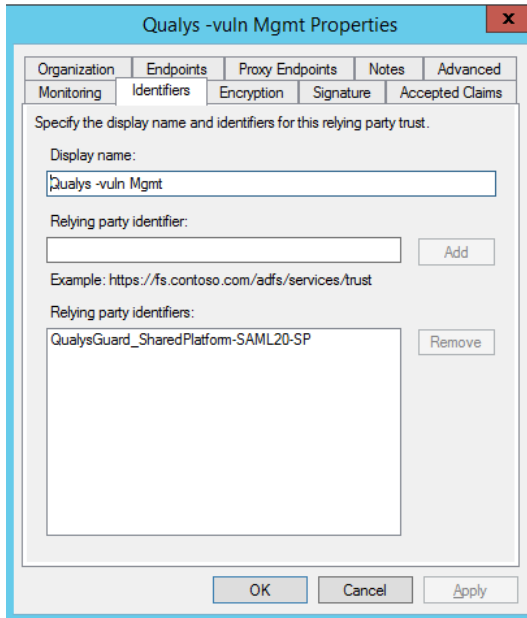 Qualys -vuln Mgmt Properties
x
Organization Endpoints Proxy Endpoints Notes Advanced
Monitoring Identifiers Encryption Signature Accepted Claims
Specify the display name and identifiers for this relying party trust.
Display name:
Qualys -vuln Mgmt
Relying party identifier:
Add
Example: https://fs.contoso.com/adfs/services/trust
Relying party identifiers:
QualysGuard_SharedPlatform-SAML20-SP
Remove
OK Cancel Apply